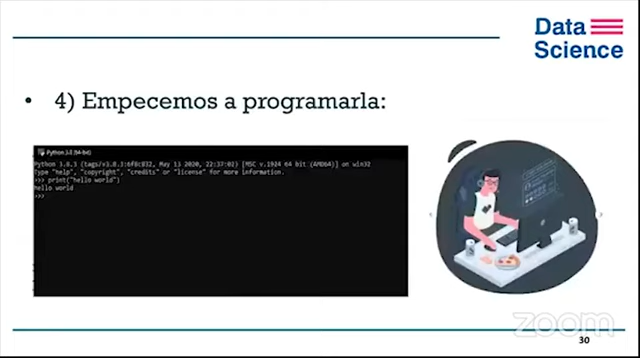 Data
Science
• 4) Empecemos a programarla:
Python 3.8 (64-bit)
Python 3.8.3 (tags/v3.8.3:6f8c832, May 13 2020, 22:37:02) [MSC v.1924 64 bit (AMD64)] on win32
Type "help", "copyright", "credits" or "license" for more information.
>>> print("hello world")
hello world
>>>
zoom
30